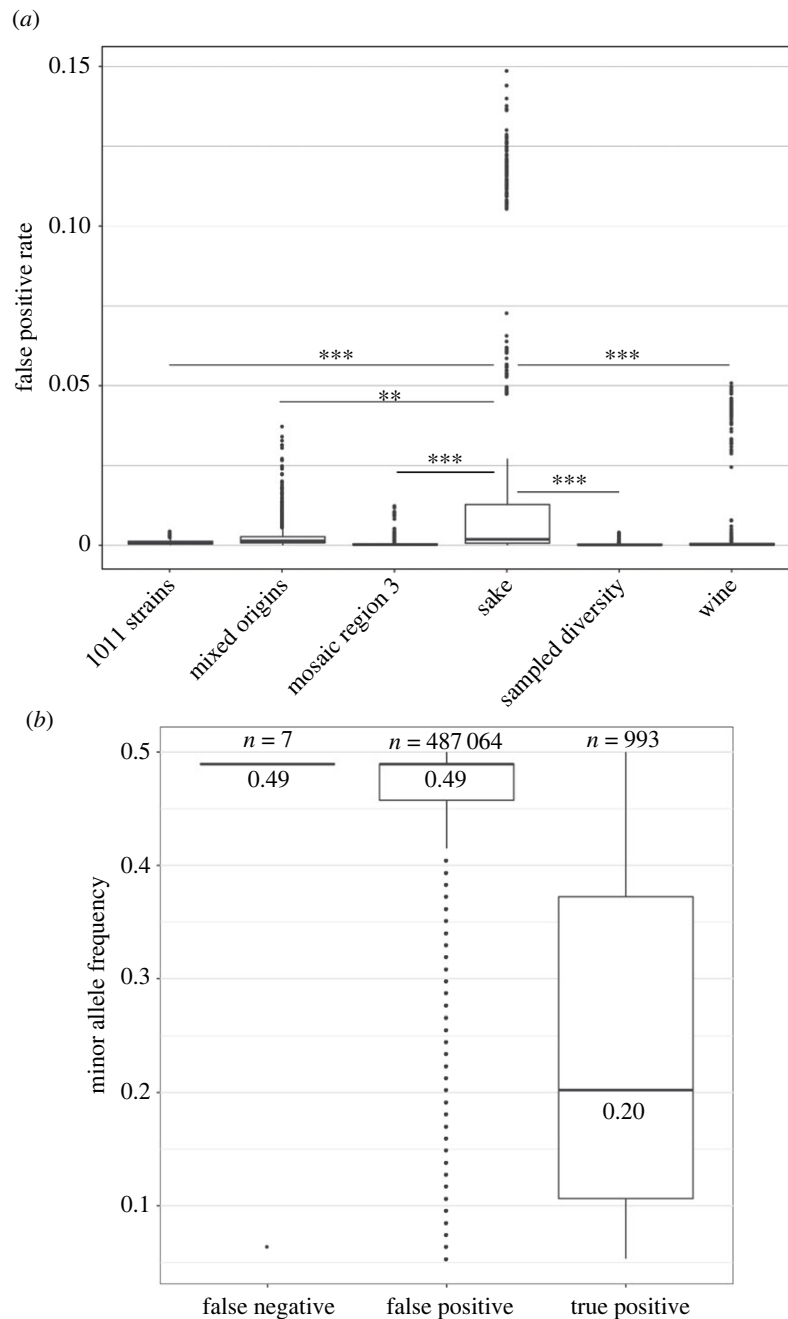 (a)
0.15
0.10
0.05
0
false positive rate
***
***
**
***
***
1011 strains
mixed origins
mosaic region 3
sake
sampled diversity
wine
(b)
n = 7
n = 487 064
n = 993
0.5
0.49
0.49
0.4
0.3
0.2
0.20
0.1
minor allele frequency
false negative
false positive
true positive